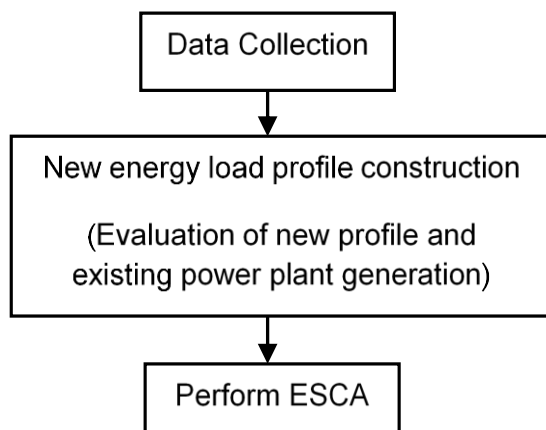 Data Collection
New energy load profile construction
(Evaluation of new profile and
existing power plant generation)
Perform ESCA